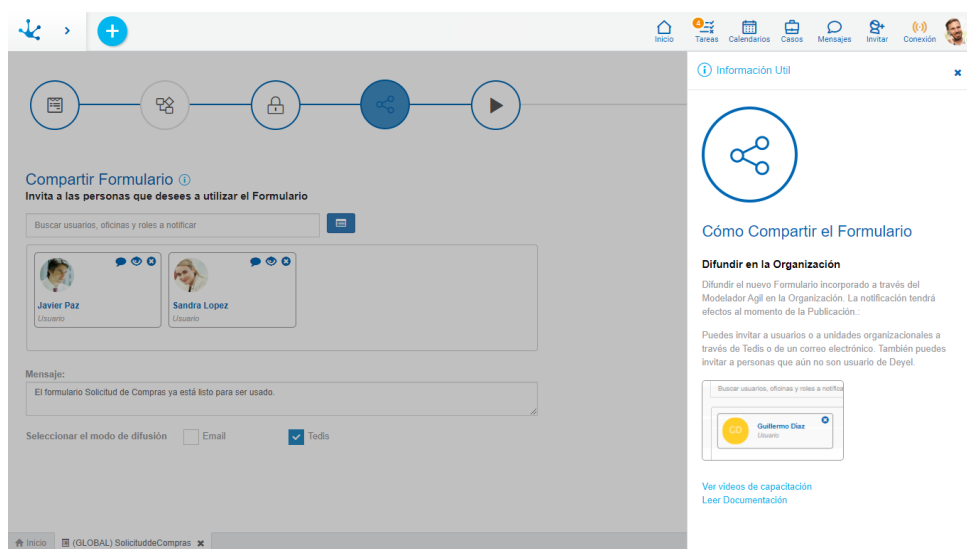 Inicio
4
Tareas
Calendarios
Casos
Mensajes
Invitar
Conexión
Compartir Formulario
Invita a las personas que desees a utilizar el Formulario
Buscar usuarios, oficinas y roles a notificar
Javier Paz
Usuario
Sandra Lopez
Usuario
Mensaje:
El formulario Solicitud de Compras ya está listo para ser usado.
Seleccionar el modo de difusión
Email
Tedis
Inicio
(GLOBAL) SolicituddeCompras
Información Util
Cómo Compartir el Formulario
Difundir en la Organización
Difundir el nuevo Formulario incorporado a través del
Modelador Agil en la Organización. La notificación tendrá
efectos al momento de la Publicación.:
Puedes invitar a usuarios o a unidades organizacionales a
través de Tedis o de un correo electrónico. También puedes
invitar a personas que aún no son usuario de Deyel.
Buscar usuarios, oficinas y roles a notifica
GD
Guillermo Diaz
Usuario
Ver videos de capacitación
Leer Documentación